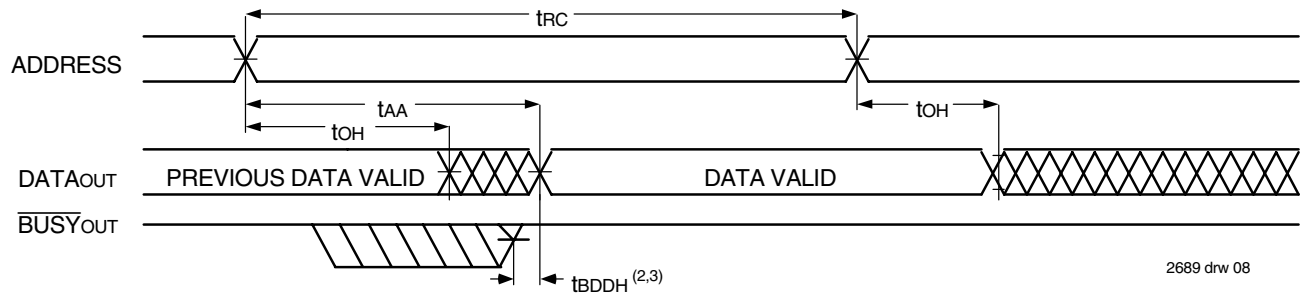 tRC
ADDRESS
tAA
tOH
tOH
DATAOUT
PREVIOUS DATA VALID
DATA VALID
BUSYOUT
tBDDH (2,3)
2689 drw 08